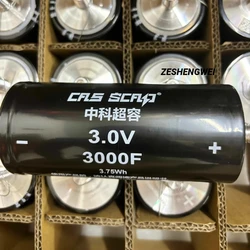 ZESHENGWEI
CAS SCAP
中科超容
3.0V
-
+
3000F
3.75Wh